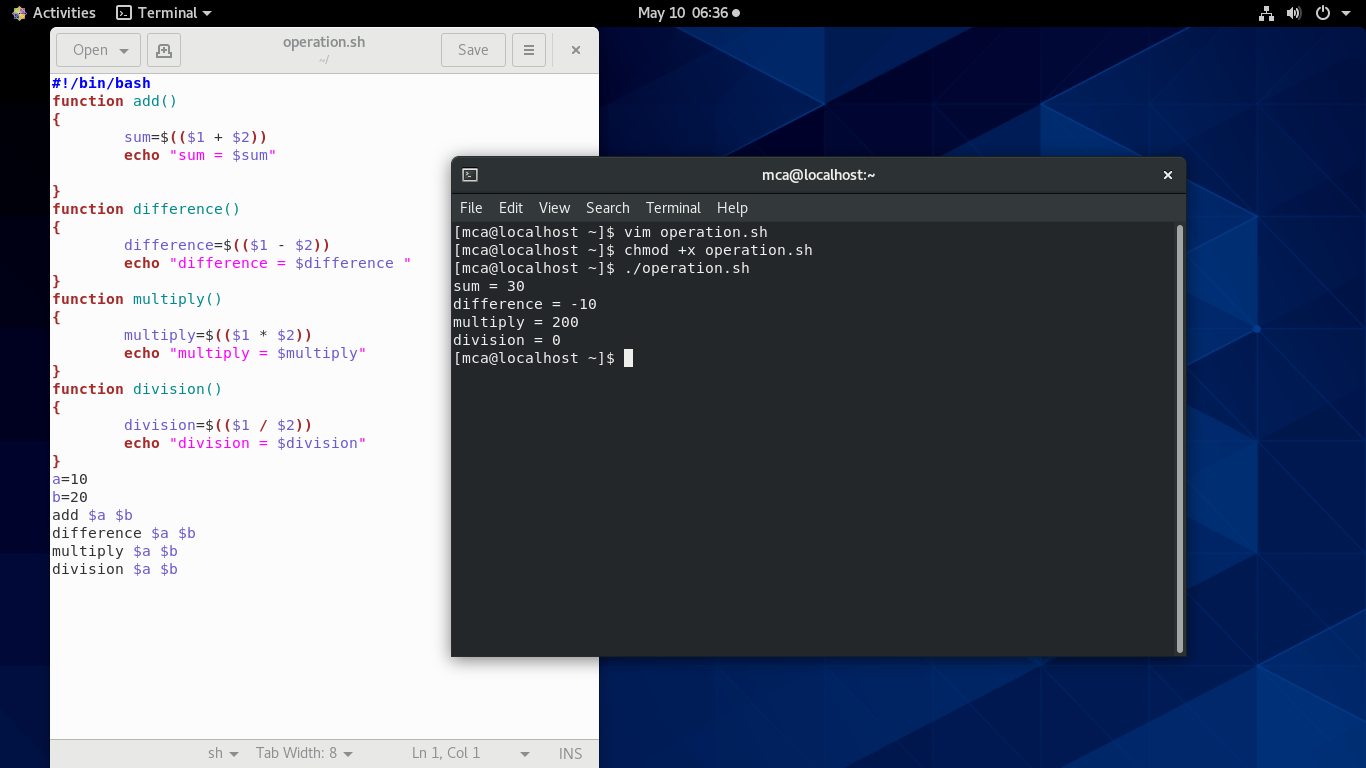 Activities Terminal May 10 06:36
Open operation.sh Save
~/
#!/bin/bash
function add()
{
        sum=$(($1 + $2))
        echo "sum = $sum"

}
function difference()
{
        difference=$(($1 - $2))
        echo "difference = $difference "
}
function multiply()
{
        multiply=$(($1 * $2))
        echo "multiply = $multiply"
}
function division()
{
        division=$(($1 / $2))
        echo "division = $division"
}
a=10
b=20
add $a $b
difference $a $b
multiply $a $b
division $a $b
sh Tab Width: 8 Ln 1, Col 1 INS
mca@localhost:~
File Edit View Search Terminal Help
[mca@localhost ~]$ vim operation.sh
[mca@localhost ~]$ chmod +x operation.sh
[mca@localhost ~]$ ./operation.sh
sum = 30
difference = -10
multiply = 200
division = 0
[mca@localhost ~]$